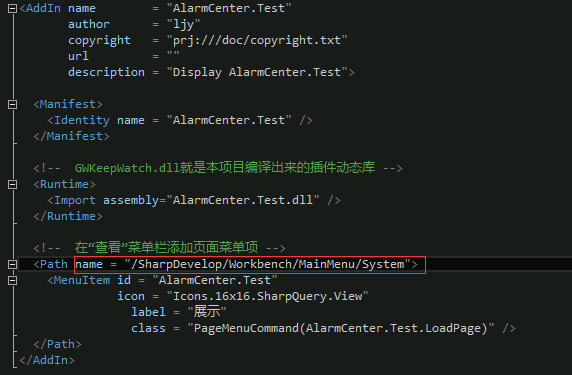 <AddIn name        = "AlarmCenter.Test"
       author      = "ljy"
       copyright   = "prj:///doc/copyright.txt"
       url         = ""
       description = "Display AlarmCenter.Test">
  <Manifest>
    <Identity name = "AlarmCenter.Test" />
  </Manifest>
  <!--  GWKeepWatch.dll就是本项目编译出来的插件动态库 -->
  <Runtime>
    <Import assembly="AlarmCenter.Test.dll" />
  </Runtime>
  <!-- 在“查看”菜单栏添加页面菜单项 -->
  <Path name = "/SharpDevelop/Workbench/MainMenu/System">
    <MenuItem id = "AlarmCenter.Test"
              icon = "Icons.16x16.SharpQuery.View"
                label = "展示"
                class = "PageMenuCommand(AlarmCenter.Test.LoadPage)" />
  </Path>
</AddIn>